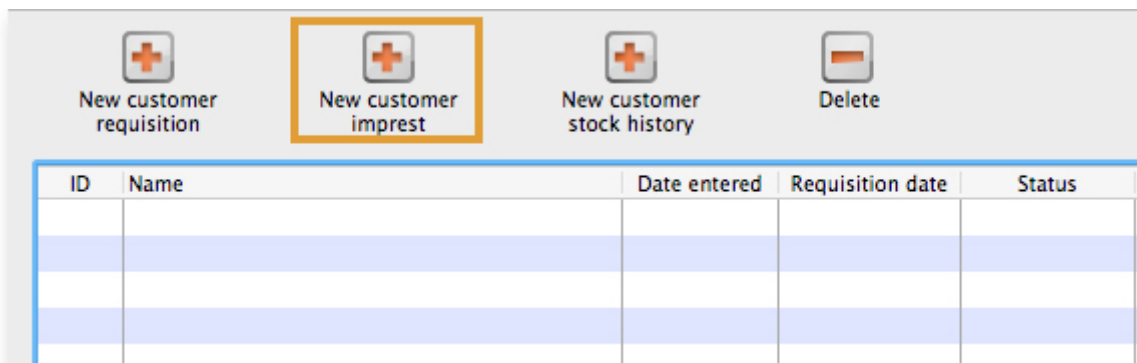 New customer
requisition
New customer
imprest
New customer
stock history
Delete
ID Name Date entered Requisition date Status